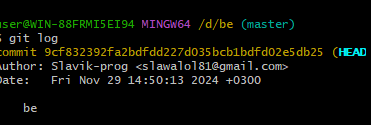 user@WIN-88FRMI5EI94 MINGW64 /d/be (master)
$ git log
commit 9cf832392fa2bdfdd227d035bcb1bdfd02e5db25 (HEAD
Author: Slavik-prog <slawalol81@gmail.com>
Date: Fri Nov 29 14:50:13 2024 +0300
be